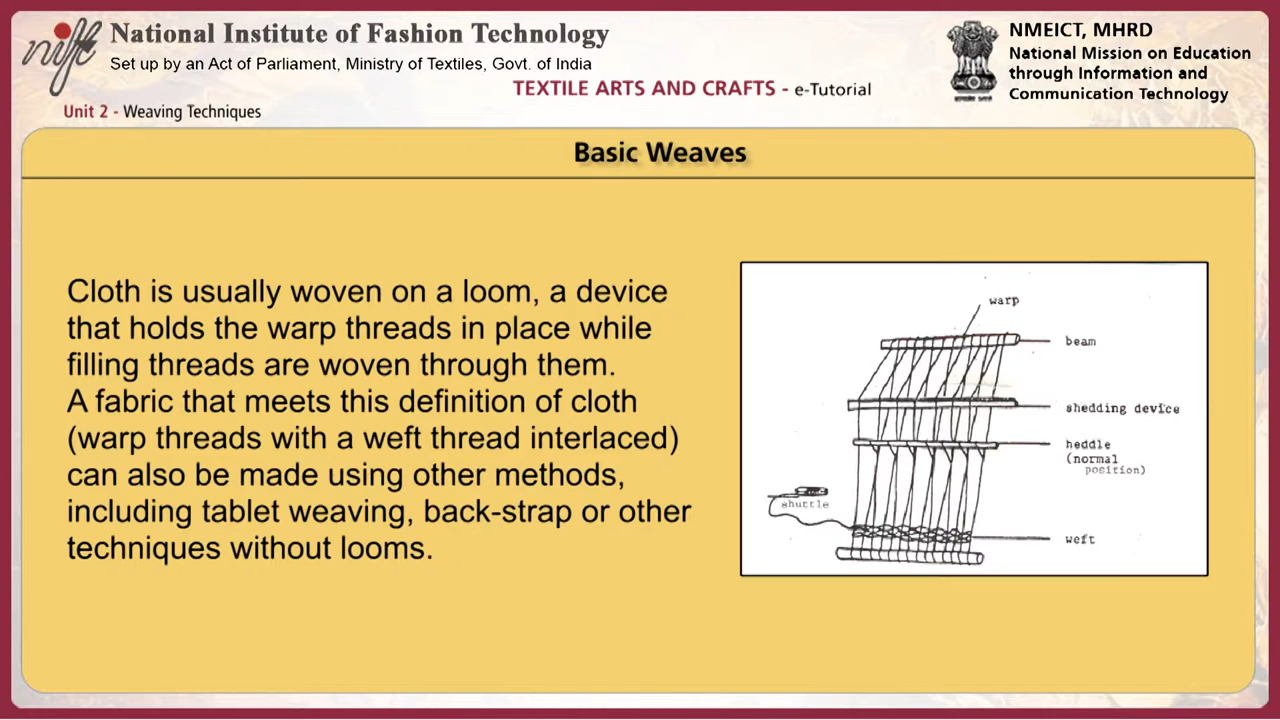 nift
National Institute of Fashion Technology
Set up by an Act of Parliament, Ministry of Textiles, Govt. of India
NMEICT, MHRD
National Mission on Education
through Information and
Communication Technology
TEXTILE ARTS AND CRAFTS - e-Tutorial
Unit 2 - Weaving Techniques
Basic Weaves
Cloth is usually woven on a loom, a device
that holds the warp threads in place while
filling threads are woven through them.
A fabric that meets this definition of cloth
(warp threads with a weft thread interlaced)
can also be made using other methods,
including tablet weaving, back-strap or other
techniques without looms.
warp
beam
shedding device
heddle
(normal
position)
shuttle
weft